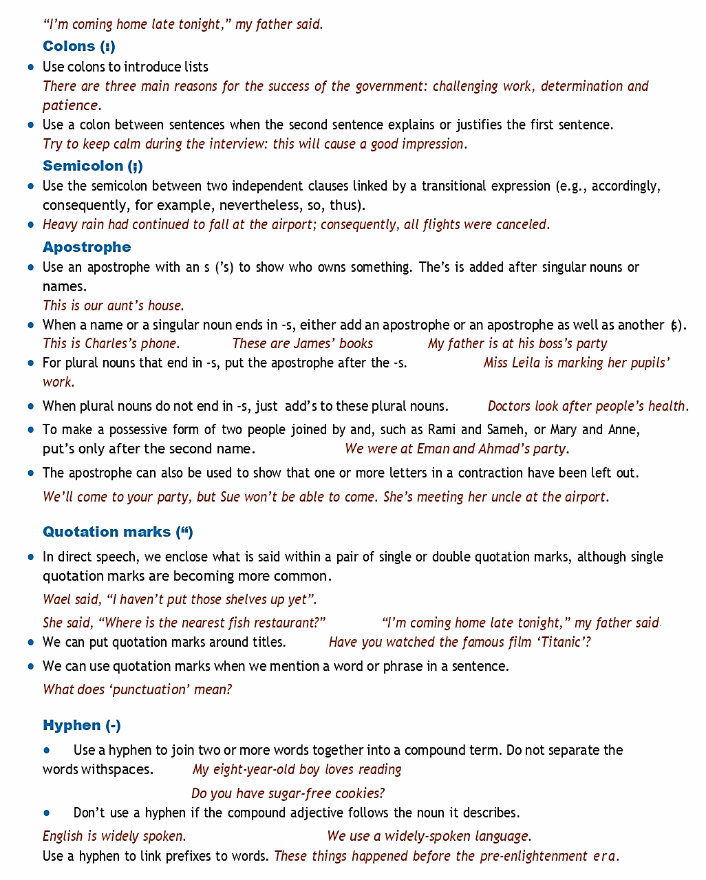 “I’m coming home late tonight,” my father said.
Colons (:)
• Use colons to introduce lists
There are three main reasons for the success of the government: challenging work, determination and
patience.
• Use a colon between sentences when the second sentence explains or justifies the first sentence.
Try to keep calm during the interview: this will cause a good impression.
Semicolon (;)
• Use the semicolon between two independent clauses linked by a transitional expression (e.g., accordingly,
consequently, for example, nevertheless, so, thus).
• Heavy rain had continued to fall at the airport; consequently, all flights were canceled.
Apostrophe
• Use an apostrophe with an s (’s) to show who owns something. The’s is added after singular nouns or
names.
This is our aunt’s house.
• When a name or a singular noun ends in -s, either add an apostrophe or an apostrophe as well as another (s).
This is Charles’s phone. These are James’ books My father is at his boss’s party
• For plural nouns that end in -s, put the apostrophe after the -s. Miss Leila is marking her pupils’
work.
• When plural nouns do not end in -s, just add’s to these plural nouns. Doctors look after people’s health.
• To make a possessive form of two people joined by and, such as Rami and Sameh, or Mary and Anne,
put’s only after the second name. We were at Eman and Ahmad’s party.
• The apostrophe can also be used to show that one or more letters in a contraction have been left out.
We’ll come to your party, but Sue won’t be able to come. She’s meeting her uncle at the airport.
Quotation marks (“)
• In direct speech, we enclose what is said within a pair of single or double quotation marks, although single
quotation marks are becoming more common.
Wael said, “I haven’t put those shelves up yet”.
She said, “Where is the nearest fish restaurant?” “I’m coming home late tonight,” my father said.
• We can put quotation marks around titles. Have you watched the famous film ‘Titanic’?
• We can use quotation marks when we mention a word or phrase in a sentence.
What does ‘punctuation’ mean?
Hyphen (-)
• Use a hyphen to join two or more words together into a compound term. Do not separate the
words withspaces. My eight-year-old boy loves reading
Do you have sugar-free cookies?
• Don’t use a hyphen if the compound adjective follows the noun it describes.
English is widely spoken. We use a widely-spoken language.
Use a hyphen to link prefixes to words. These things happened before the pre-enlightenment era.